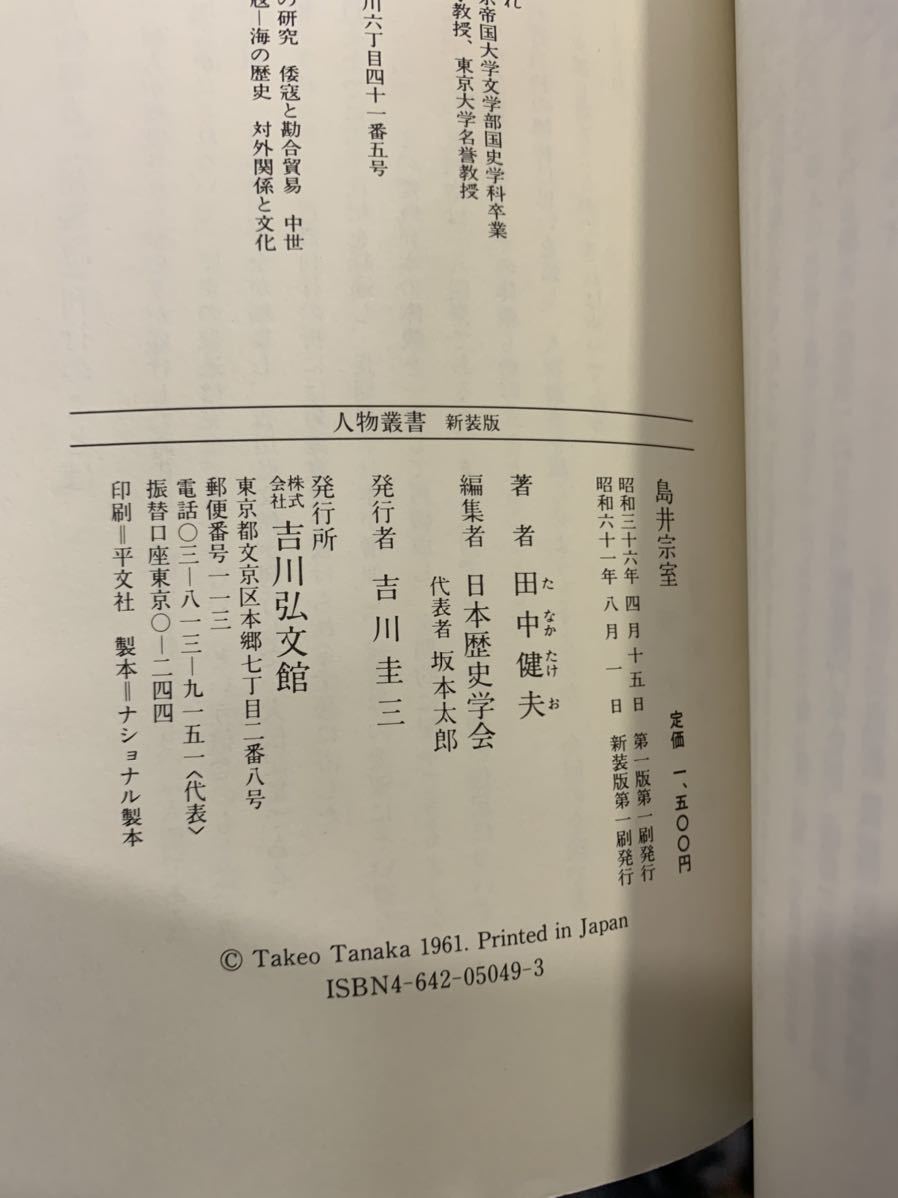 れ
京帝国大学文学部国史学科卒業
教授、東京大学名誉教授
川六丁目四十一番五号
の研究 倭寇と勘合貿易 中世
寇―海の歴史 対外関係と文化
人物叢書 新装版
島井宗室
定価 一、五〇〇円
昭和三十六年四月十五日 第一版第一刷発行
昭和六十一年八月一日 新装版第一刷発行
著者 田中健夫
たなかたけお
編集者 日本歴史学会
代表者 坂本太郎
発行者 吉川圭三
発行所
株式会社 吉川弘文館
東京都文京区本郷七丁目二番八号
郵便番号一一三
電話〇三―八一三―九一五一〈代表〉
振替口座東京〇―二四四
印刷＝平文社 製本＝ナショナル製本
© Takeo Tanaka 1961. Printed in Japan
ISBN4-642-05049-3